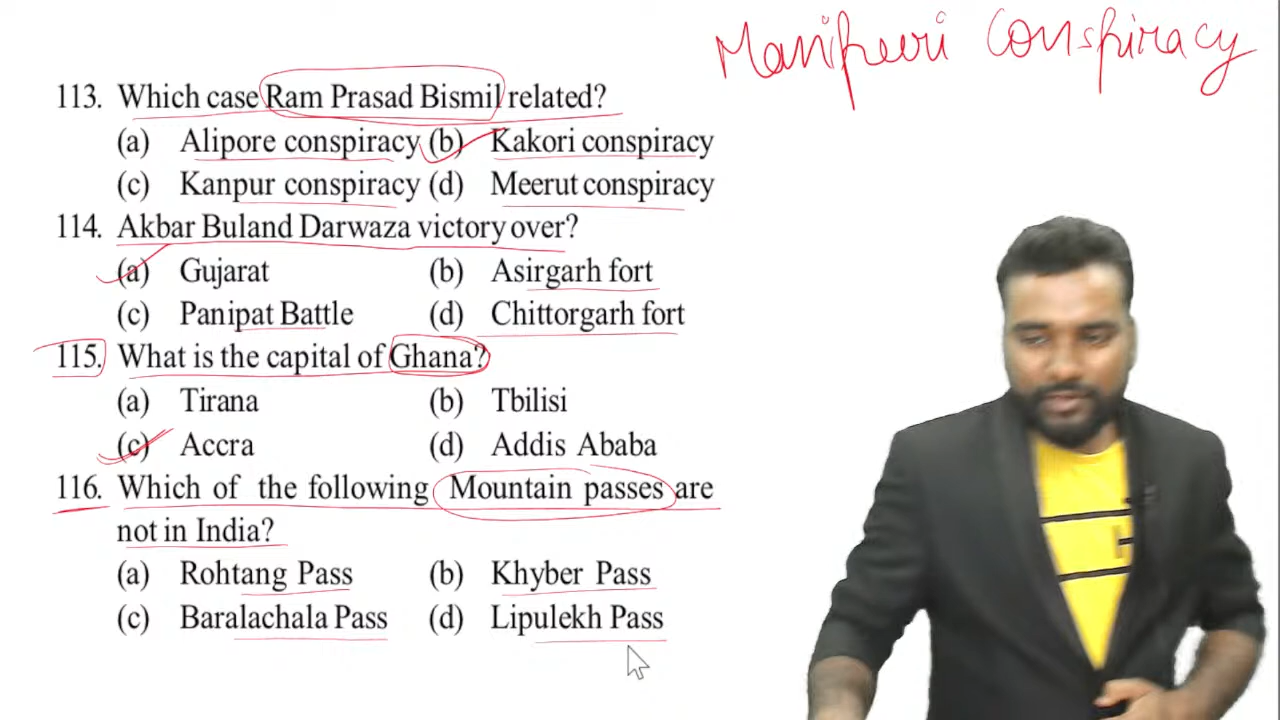 Manipuri Conspiracy
113. Which case Ram Prasad Bismil related?
(a) Alipore conspiracy (b) Kakori conspiracy
(c) Kanpur conspiracy (d) Meerut conspiracy
114. Akbar Buland Darwaza victory over?
(a) Gujarat (b) Asirgarh fort
(c) Panipat Battle (d) Chittorgarh fort
115. What is the capital of Ghana?
(a) Tirana (b) Tbilisi
(c) Accra (d) Addis Ababa
116. Which of the following Mountain passes are
not in India?
(a) Rohtang Pass (b) Khyber Pass
(c) Baralachala Pass (d) Lipulekh Pass
H